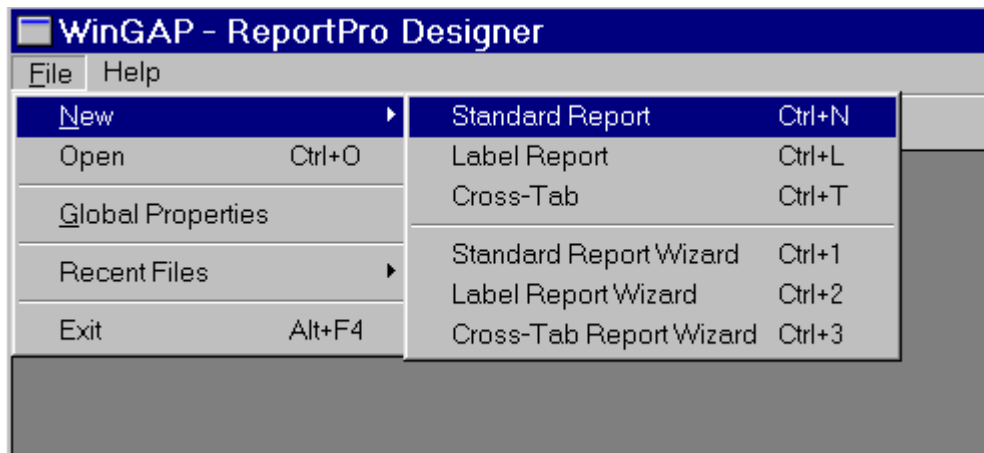 WinGAP - ReportPro Designer
File Help
New
Open Ctrl+O
Global Properties
Recent Files
Exit Alt+F4
Standard Report Ctrl+N
Label Report Ctrl+L
Cross-Tab Ctrl+T
Standard Report Wizard Ctrl+1
Label Report Wizard Ctrl+2
Cross-Tab Report Wizard Ctrl+3